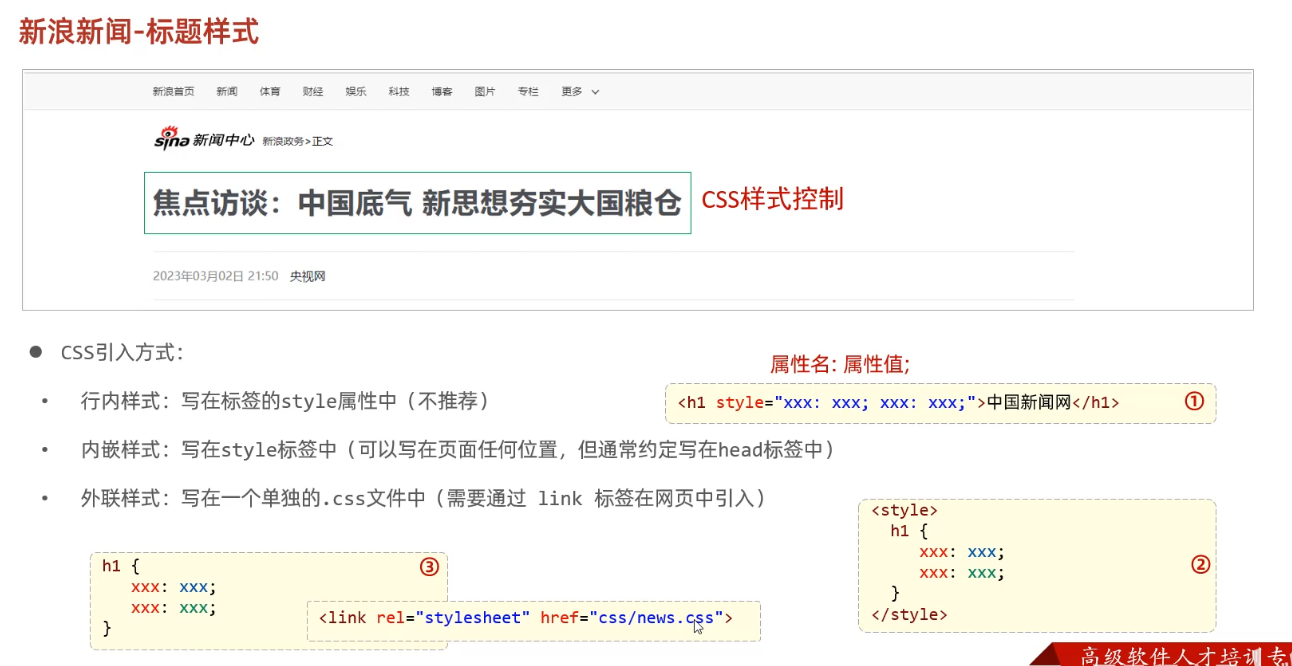 新浪新闻-标题样式
新浪首页 新闻 体育 财经 娱乐 科技 博客 图片 专栏 更多
sina 新闻中心 新浪政务>正文
焦点访谈：中国底气 新思想夯实大国粮仓 CSS样式控制
2023年03月02日 21:50 央视网
● CSS引入方式：
属性名: 属性值;
• 行内样式：写在标签的style属性中（不推荐）
<h1 style="xxx: xxx; xxx: xxx;">中国新闻网</h1> ①
• 内嵌样式：写在style标签中（可以写在页面任何位置，但通常约定写在head标签中）
• 外联样式：写在一个单独的.css文件中（需要通过 link 标签在网页中引入）
<style>
h1 {
xxx: xxx;
xxx: xxx;
}
</style>
②
h1 {
xxx: xxx;
xxx: xxx;
}
③
<link rel="stylesheet" href="css/news.css">
高级软件人才培训专